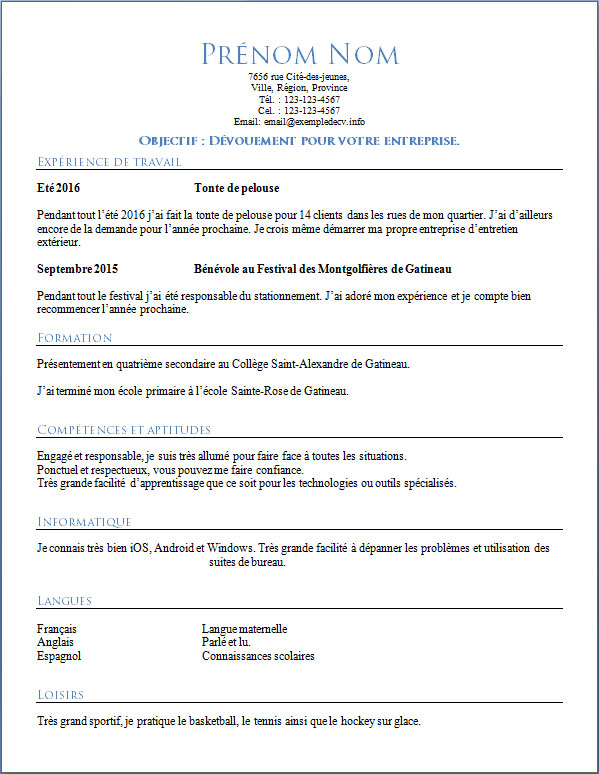 Prénom Nom
7656 rue Cité-des-jeunes,
Ville, Région, Province
Tél. : 123-123-4567
Cel. : 123-123-4567
Email: email@exempledecv.info
Objectif : Dévouement pour votre entreprise.
Expérience de travail
Eté 2016 Tonte de pelouse
Pendant tout l'été 2016 j'ai fait la tonte de pelouse pour 14 clients dans les rues de mon quartier. J'ai d'ailleurs
encore de la demande pour l'année prochaine. Je crois même démarrer ma propre entreprise d'entretien
extérieur.
Septembre 2015 Bénévole au Festival des Montgolfières de Gatineau
Pendant tout le festival j'ai été responsable du stationnement. J'ai adoré mon expérience et je compte bien
recommencer l'année prochaine.
Formation
Présentement en quatrième secondaire au Collège Saint-Alexandre de Gatineau.
J'ai terminé mon école primaire à l'école Sainte-Rose de Gatineau.
Compétences et aptitudes
Engagé et responsable, je suis très allumé pour faire face à toutes les situations.
Ponctuel et respectueux, vous pouvez me faire confiance.
Très grande facilité d'apprentissage que ce soit pour les technologies ou outils spécialisés.
Informatique
Je connais très bien iOS, Android et Windows. Très grande facilité à dépanner les problèmes et utilisation des
suites de bureau.
Langues
Français Langue maternelle
Anglais Parlé et lu.
Espagnol Connaissances scolaires
Loisirs
Très grand sportif, je pratique le basketball, le tennis ainsi que le hockey sur glace.